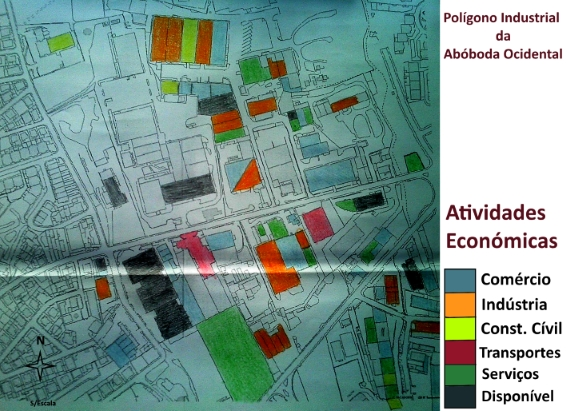 Polígono Industrial
da
Abóboda Ocidental
Atividades
Económicas
Comércio
Indústria
Const. Cívil
Transportes
Serviços
Disponível
N
S/Escala